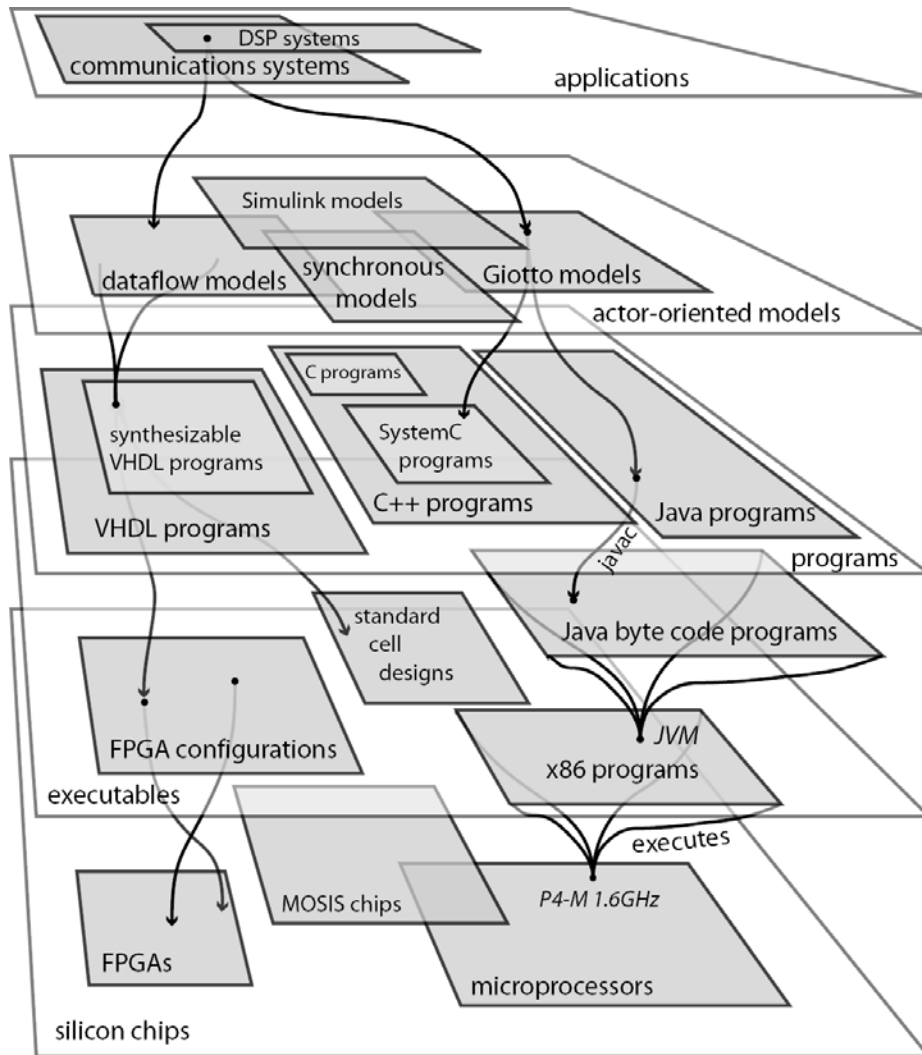 DSP systems
communications systems
applications
Simulink models
dataflow models
synchronous
models
Giotto models
actor-oriented models
C programs
synthesizable
VHDL programs
SystemC
programs
VHDL programs
C++ programs
Java programs
programs
javac
standard
cell
designs
Java byte code programs
FPGA configurations
JVM
x86 programs
executables
executes
MOSIS chips
P4-M 1.6GHz
FPGAs
microprocessors
silicon chips